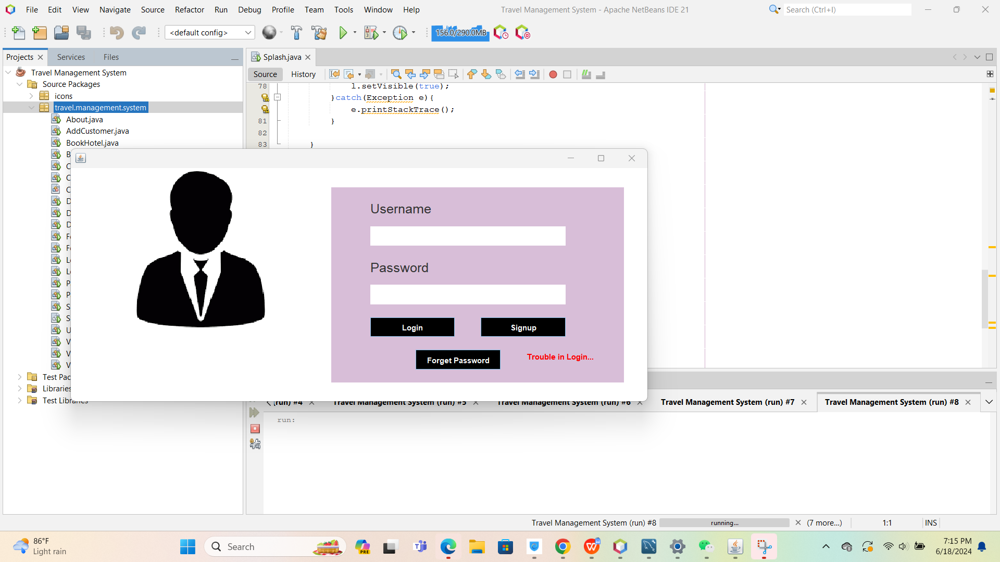 File Edit View Navigate Source Refactor Run Debug Profile Team Tools Window Help
Travel Management System - Apache NetBeans IDE 21
Search (Ctrl+I)
<default config>
156.0/290.0MB
Projects Services Files
Travel Management System
Source Packages
icons
travel.management.system
About.java
AddCustomer.java
BookHotel.java
B
C
C
C
D
D
D
F
F
L
L
P
P
S
S
U
V
V
V
Test Pac
Libraries
Test Libraries
Splash.java
Source History
78 l.setVisible(true);
}catch(Exception e){
e.printStackTrace();
81 }
82
83 }
Username
Password
Login Signup
Forget Password Trouble in Login...
(run) #4 Travel Management System (run) #5 Travel Management System (run) #6 Travel Management System (run) #7 Travel Management System (run) #8
run:
Travel Management System (run) #8 running... (7 more...) 1:1 INS
86°F
Light rain
Search
PRE
7:15 PM
6/18/2024